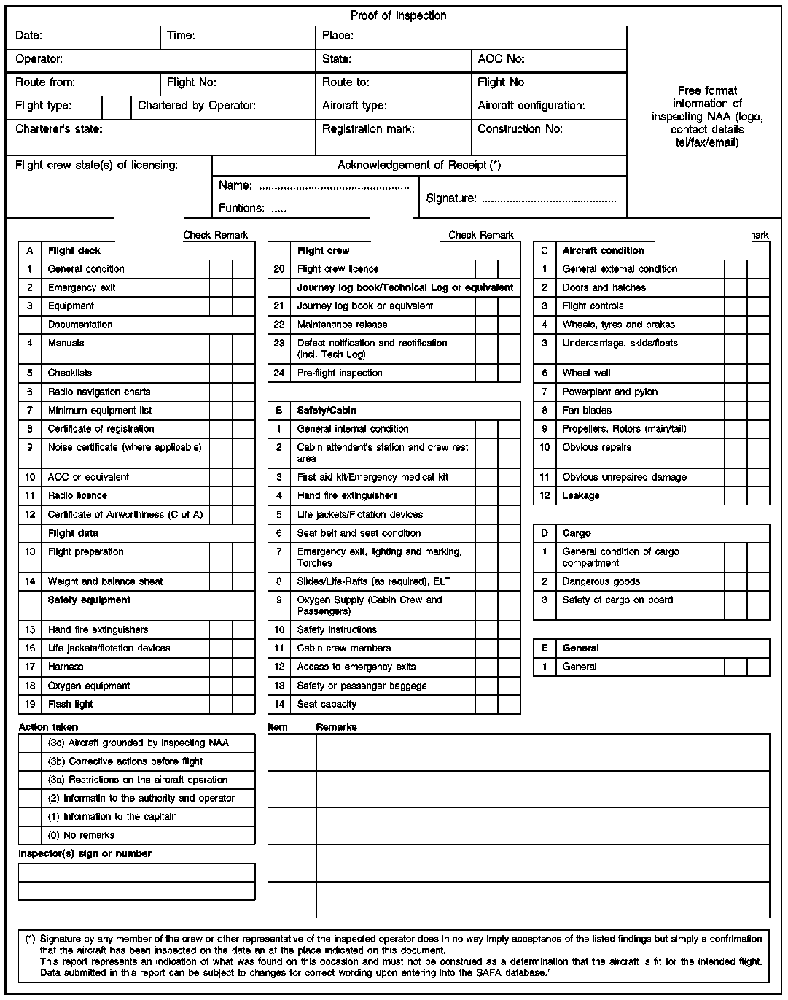 Proof of Inspection
Date:
Time:
Place:
Operator:
State:
AOC No:
Route from:
Flight No:
Route to:
Flight No
Flight type:
Chartered by Operator:
Aircraft type:
Aircraft configuration:
Charterer's state:
Registration mark:
Construction No:
Free format
information of
inspecting NAA (logo,
contact details
tel/fax/email)
Flight crew state(s) of licensing:
Acknowledgement of Receipt (*)
Name: .................................................
Funtions: .....
Signature: ............................................
Check Remark
A Flight deck
1 General condition
2 Emergency exit
3 Equipment
Documentation
4 Manuals
5 Checklists
6 Radio navigation charts
7 Minimum equipment list
8 Certificate of registration
9 Noise certificate (where applicable)
10 AOC or equivalent
11 Radio licence
12 Certificate of Airworthiness (C of A)
Flight data
13 Flight preparation
14 Weight and balance sheat
Safety equipment
15 Hand fire extinguishers
16 Life jackets/flotation devices
17 Harness
18 Oxygen equipment
19 Flash light
Check Remark
Flight crew
20 Flight crew licence
Journey log book/Technical Log or equivalent
21 Journey log book or equivalent
22 Maintenance release
23 Defect notification and rectification
(incl. Tech Log)
24 Pre-flight inspection
B Safety/Cabin
1 General internal condition
2 Cabin attendant's station and crew rest
area
3 First aid kit/Emergency medical kit
4 Hand fire extinguishers
5 Life jackets/Flotation devices
6 Seat belt and seat condition
7 Emergency exit, lighting and marking,
Torches
8 Slides/Life-Rafts (as required), ELT
9 Oxygen Supply (Cabin Crew and
Passengers)
10 Safety Instructions
11 Cabin crew members
12 Access to emergency exits
13 Safety or passenger baggage
14 Seat capacity
ark
C Aircraft condition
1 General external condition
2 Doors and hatches
3 Flight controls
4 Wheels, tyres and brakes
3 Undercarriage, skids/floats
6 Wheel well
7 Powerplant and pylon
8 Fan blades
9 Propellers, Rotors (main/tail)
10 Obvious repairs
11 Obvious unrepaired damage
12 Leakage
D Cargo
1 General condition of cargo
compartment
2 Dangerous goods
3 Safety of cargo on board
E General
1 General
Action taken
(3c) Aircraft grounded by inspecting NAA
(3b) Corrective actions before flight
(3a) Restrictions on the aircraft operation
(2) Informatin to the authority and operator
(1) Information to the capitain
(0) No remarks
Inspector(s) sign or number
Item
Remarks
(*) Signature by any member of the crew or other representative of the inspected operator does in no way imply acceptance of the listed findings but simply a confrimation
that the aircraft has been inspected on the date an at the place indicated on this document.
This report represents an indication of what was found on this occasion and must not be construed as a determination that the aircraft is fit for the intended flight.
Data submitted in this report can be subject to changes for correct wording upon entering into the SAFA database.'